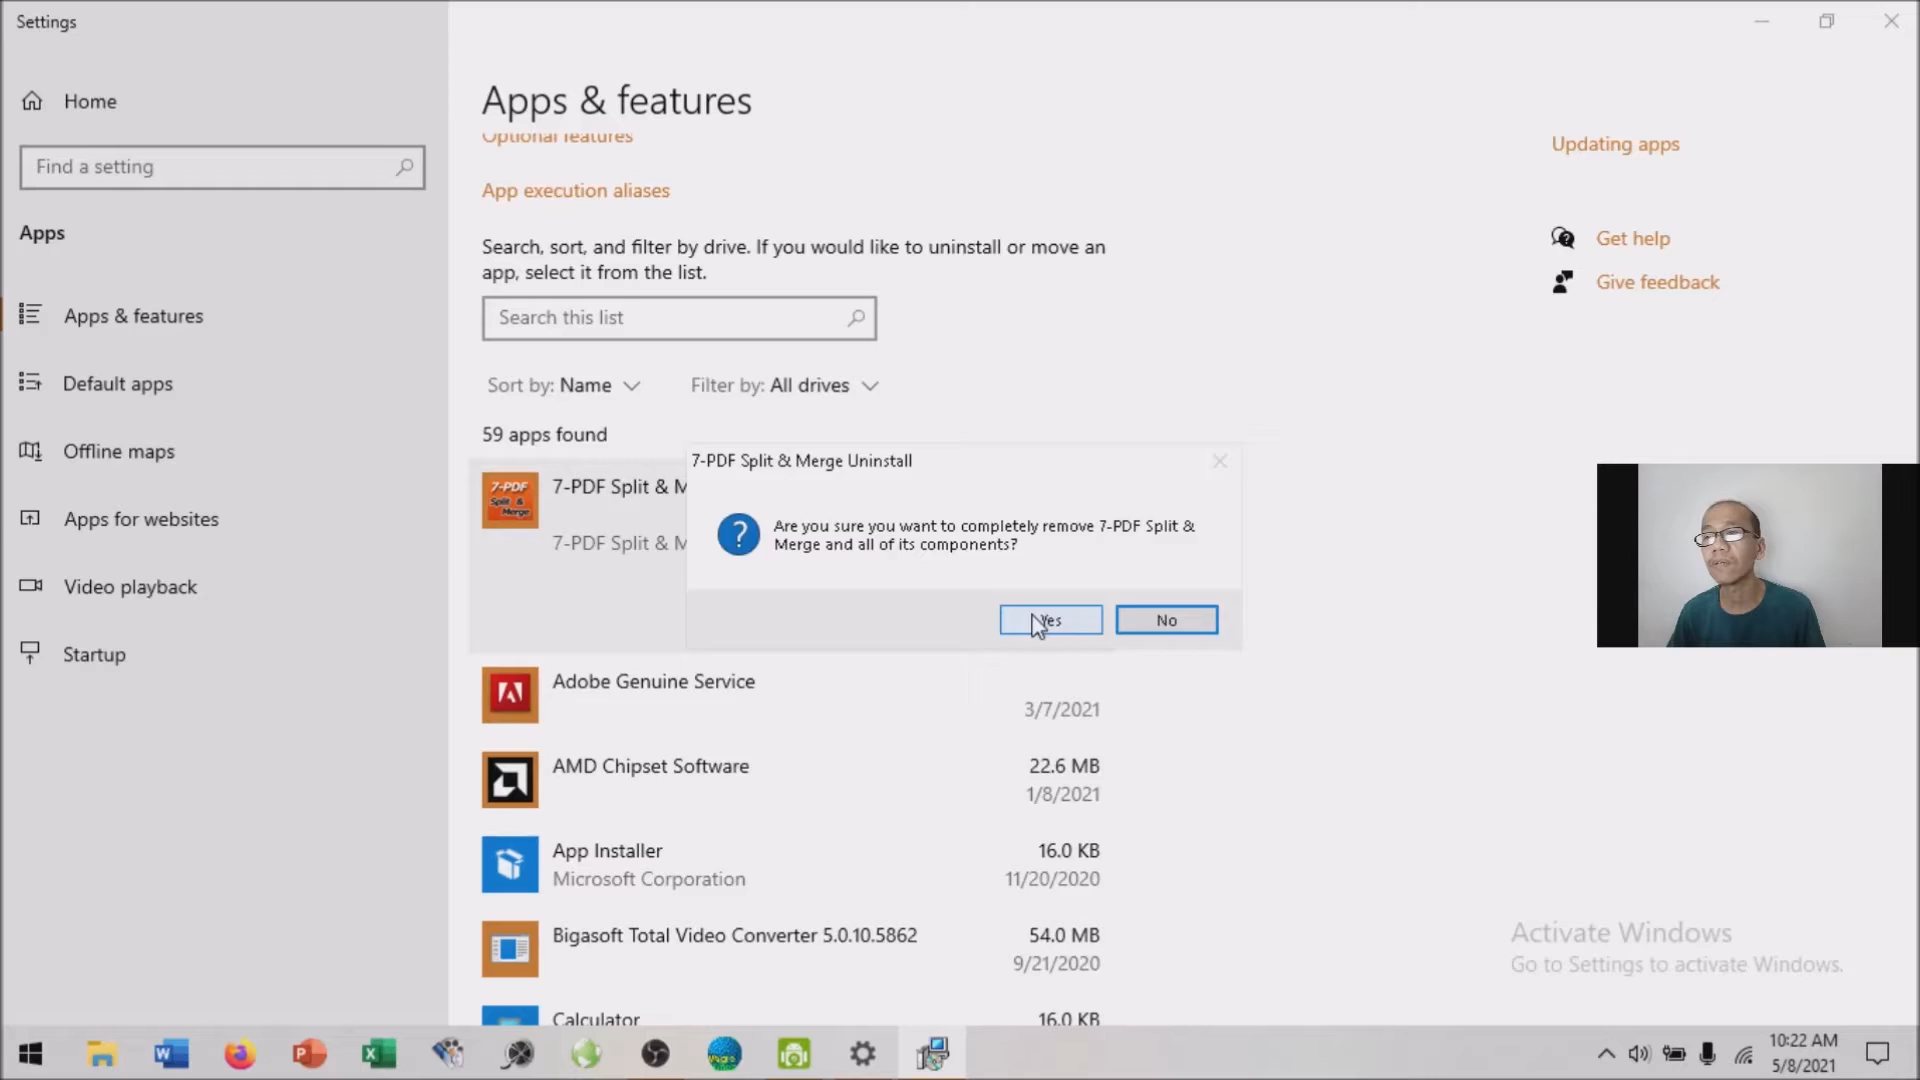 Settings
Home
Find a setting
Apps
Apps & features
Default apps
Offline maps
Apps for websites
Video playback
Startup
Apps & features
Optional features
App execution aliases
Search, sort, and filter by drive. If you would like to uninstall or move an
app, select it from the list.
Search this list
Sort by: Name
Filter by: All drives
59 apps found
7-PDF Split & Merge
7-PDF Split & M
7-PDF Split & M
7-PDF Split & Merge Uninstall
Are you sure you want to completely remove 7-PDF Split &
Merge and all of its components?
Yes
No
Adobe Genuine Service
3/7/2021
AMD Chipset Software
22.6 MB
1/8/2021
App Installer
16.0 KB
Microsoft Corporation
11/20/2020
Bigasoft Total Video Converter 5.0.10.5862
54.0 MB
9/21/2020
Calculator
16.0 KB
Updating apps
Get help
Give feedback
Activate Windows
Go to Settings to activate Windows.
10:22 AM
5/8/2021